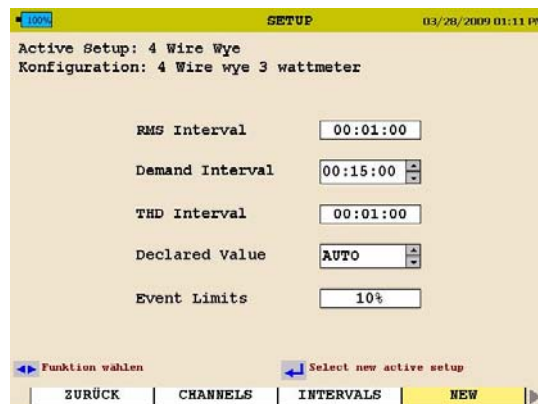 100% SETUP 03/28/2009 01:11 PM
Active Setup: 4 Wire Wye
Konfiguration: 4 Wire wye 3 wattmeter
RMS Interval 00:01:00
Demand Interval 00:15:00
THD Interval 00:01:00
Declared Value AUTO
Event Limits 10%
Funktion wählen Select new active setup
ZURÜCK CHANNELS INTERVALS NEW